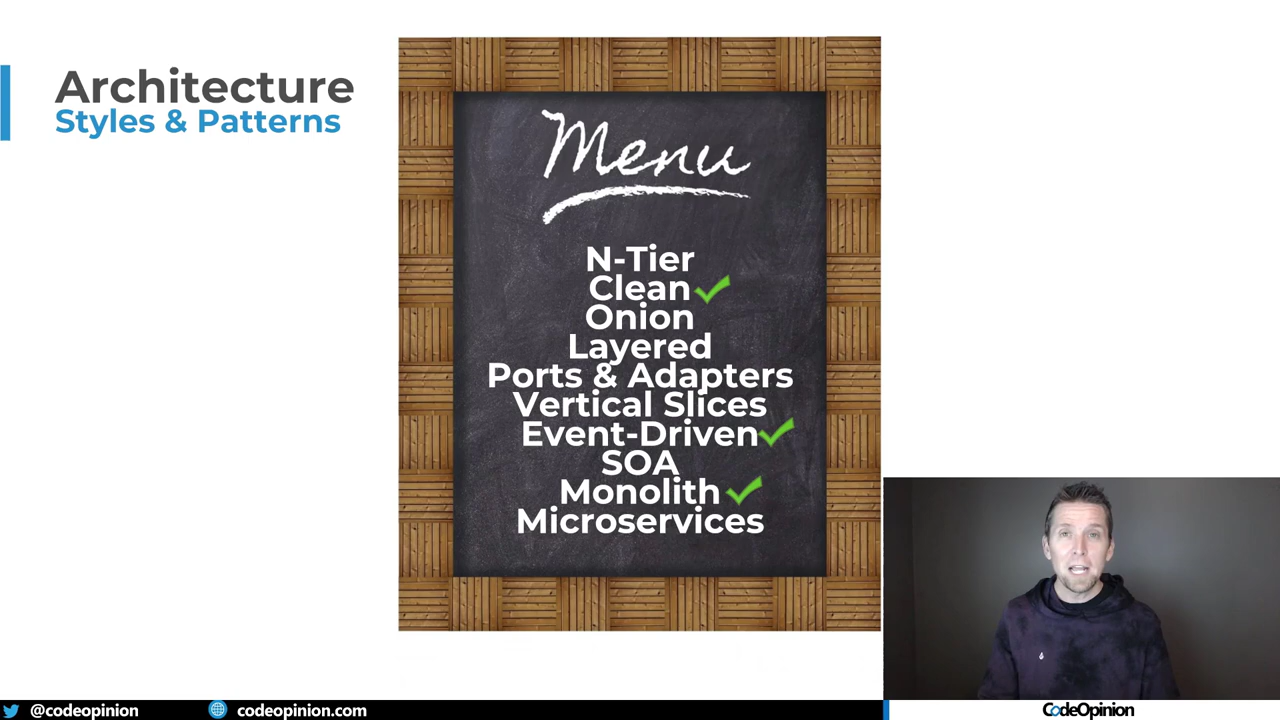 Architecture
Styles & Patterns
Menu
N-Tier
Clean
Onion
Layered
Ports & Adapters
Vertical Slices
Event-Driven
SOA
Monolith
Microservices
@codeopinion
codeopinion.com
CodeOpinion